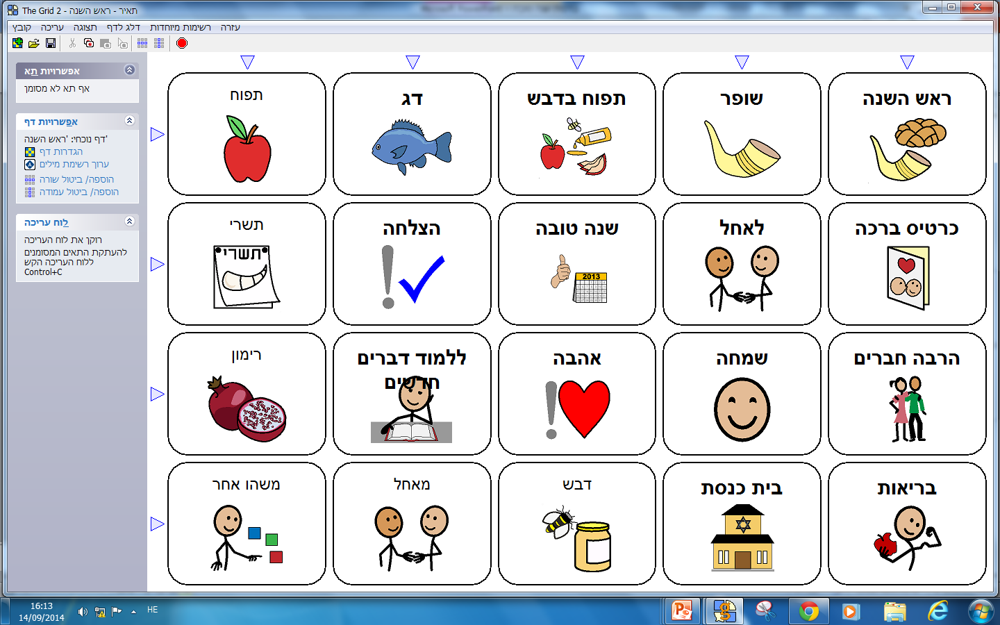 The Grid 2 - תאיר - ראש השנה
קובץ עריכה תצוגה דלג לדף רשימות מיוחדות עזרה
אפשרויות תא
אף תא לא מסומן
אפשרויות דף
דף נוכחי: 'ראש השנה'
הגדרות דף
ערוך רשימת מילים
הוספה/ ביטול שורה
הוספה/ ביטול עמודה
לוח עריכה
רוקן את לוח העריכה
להעתקת התאים המסומנים
ללוח העריכה הקש
Control+C
ראש השנה
שופר
תפוח בדבש
דג
תפוח
כרטיס ברכה
לאחל
שנה טובה
2013
הצלחה
תשרי
תשרי
הרבה חברים
שמחה
אהבה
ללמוד דברים
חדשים
רימון
בריאות
בית כנסת
דבש
מאחל
משהו אחר
16:13
14/09/2014
HE